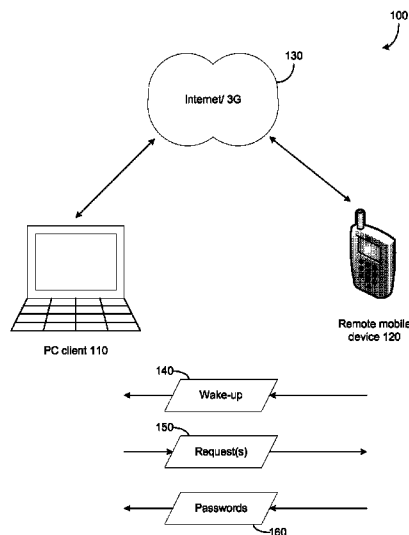 100
130
Internet/ 3G
PC client 110
Remote mobile
device 120
140
Wake-up
150
Request(s)
Passwords
160